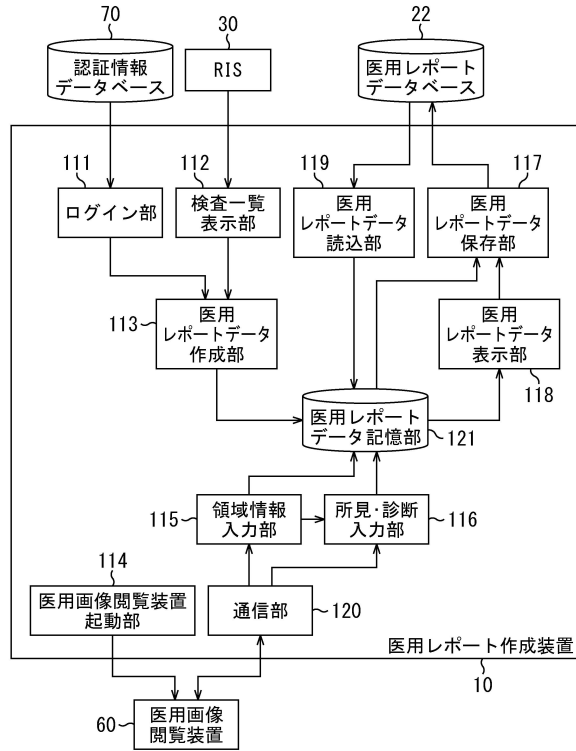 70
30
22
認証情報
データベース
RIS
医用レポート
データベース
111
112
119
117
ログイン部
検査一覧
表示部
医用
レポートデータ
読込部
医用
レポートデータ
保存部
113
医用
レポートデータ
作成部
医用
レポートデータ
表示部
118
医用レポート
データ記憶部
121
115
領域情報
入力部
所見・診断
入力部
116
114
医用画像閲覧装置
起動部
通信部
120
医用レポート作成装置
10
60
医用画像
閲覧装置